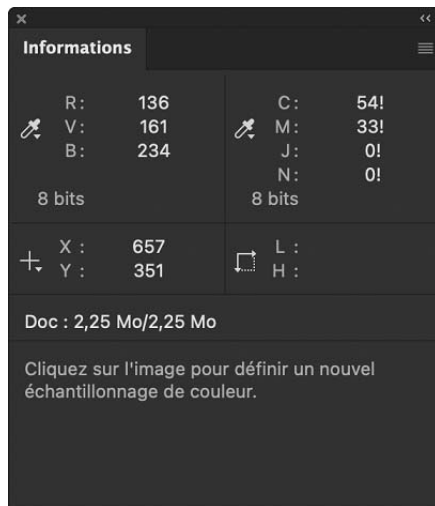 Informations
R: 136
V: 161
B: 234
8 bits
C: 54!
M: 33!
J: 0!
N: 0!
8 bits
X : 657
Y : 351
L :
H :
Doc : 2,25 Mo/2,25 Mo
Cliquez sur l'image pour définir un nouvel
échantillonnage de couleur.